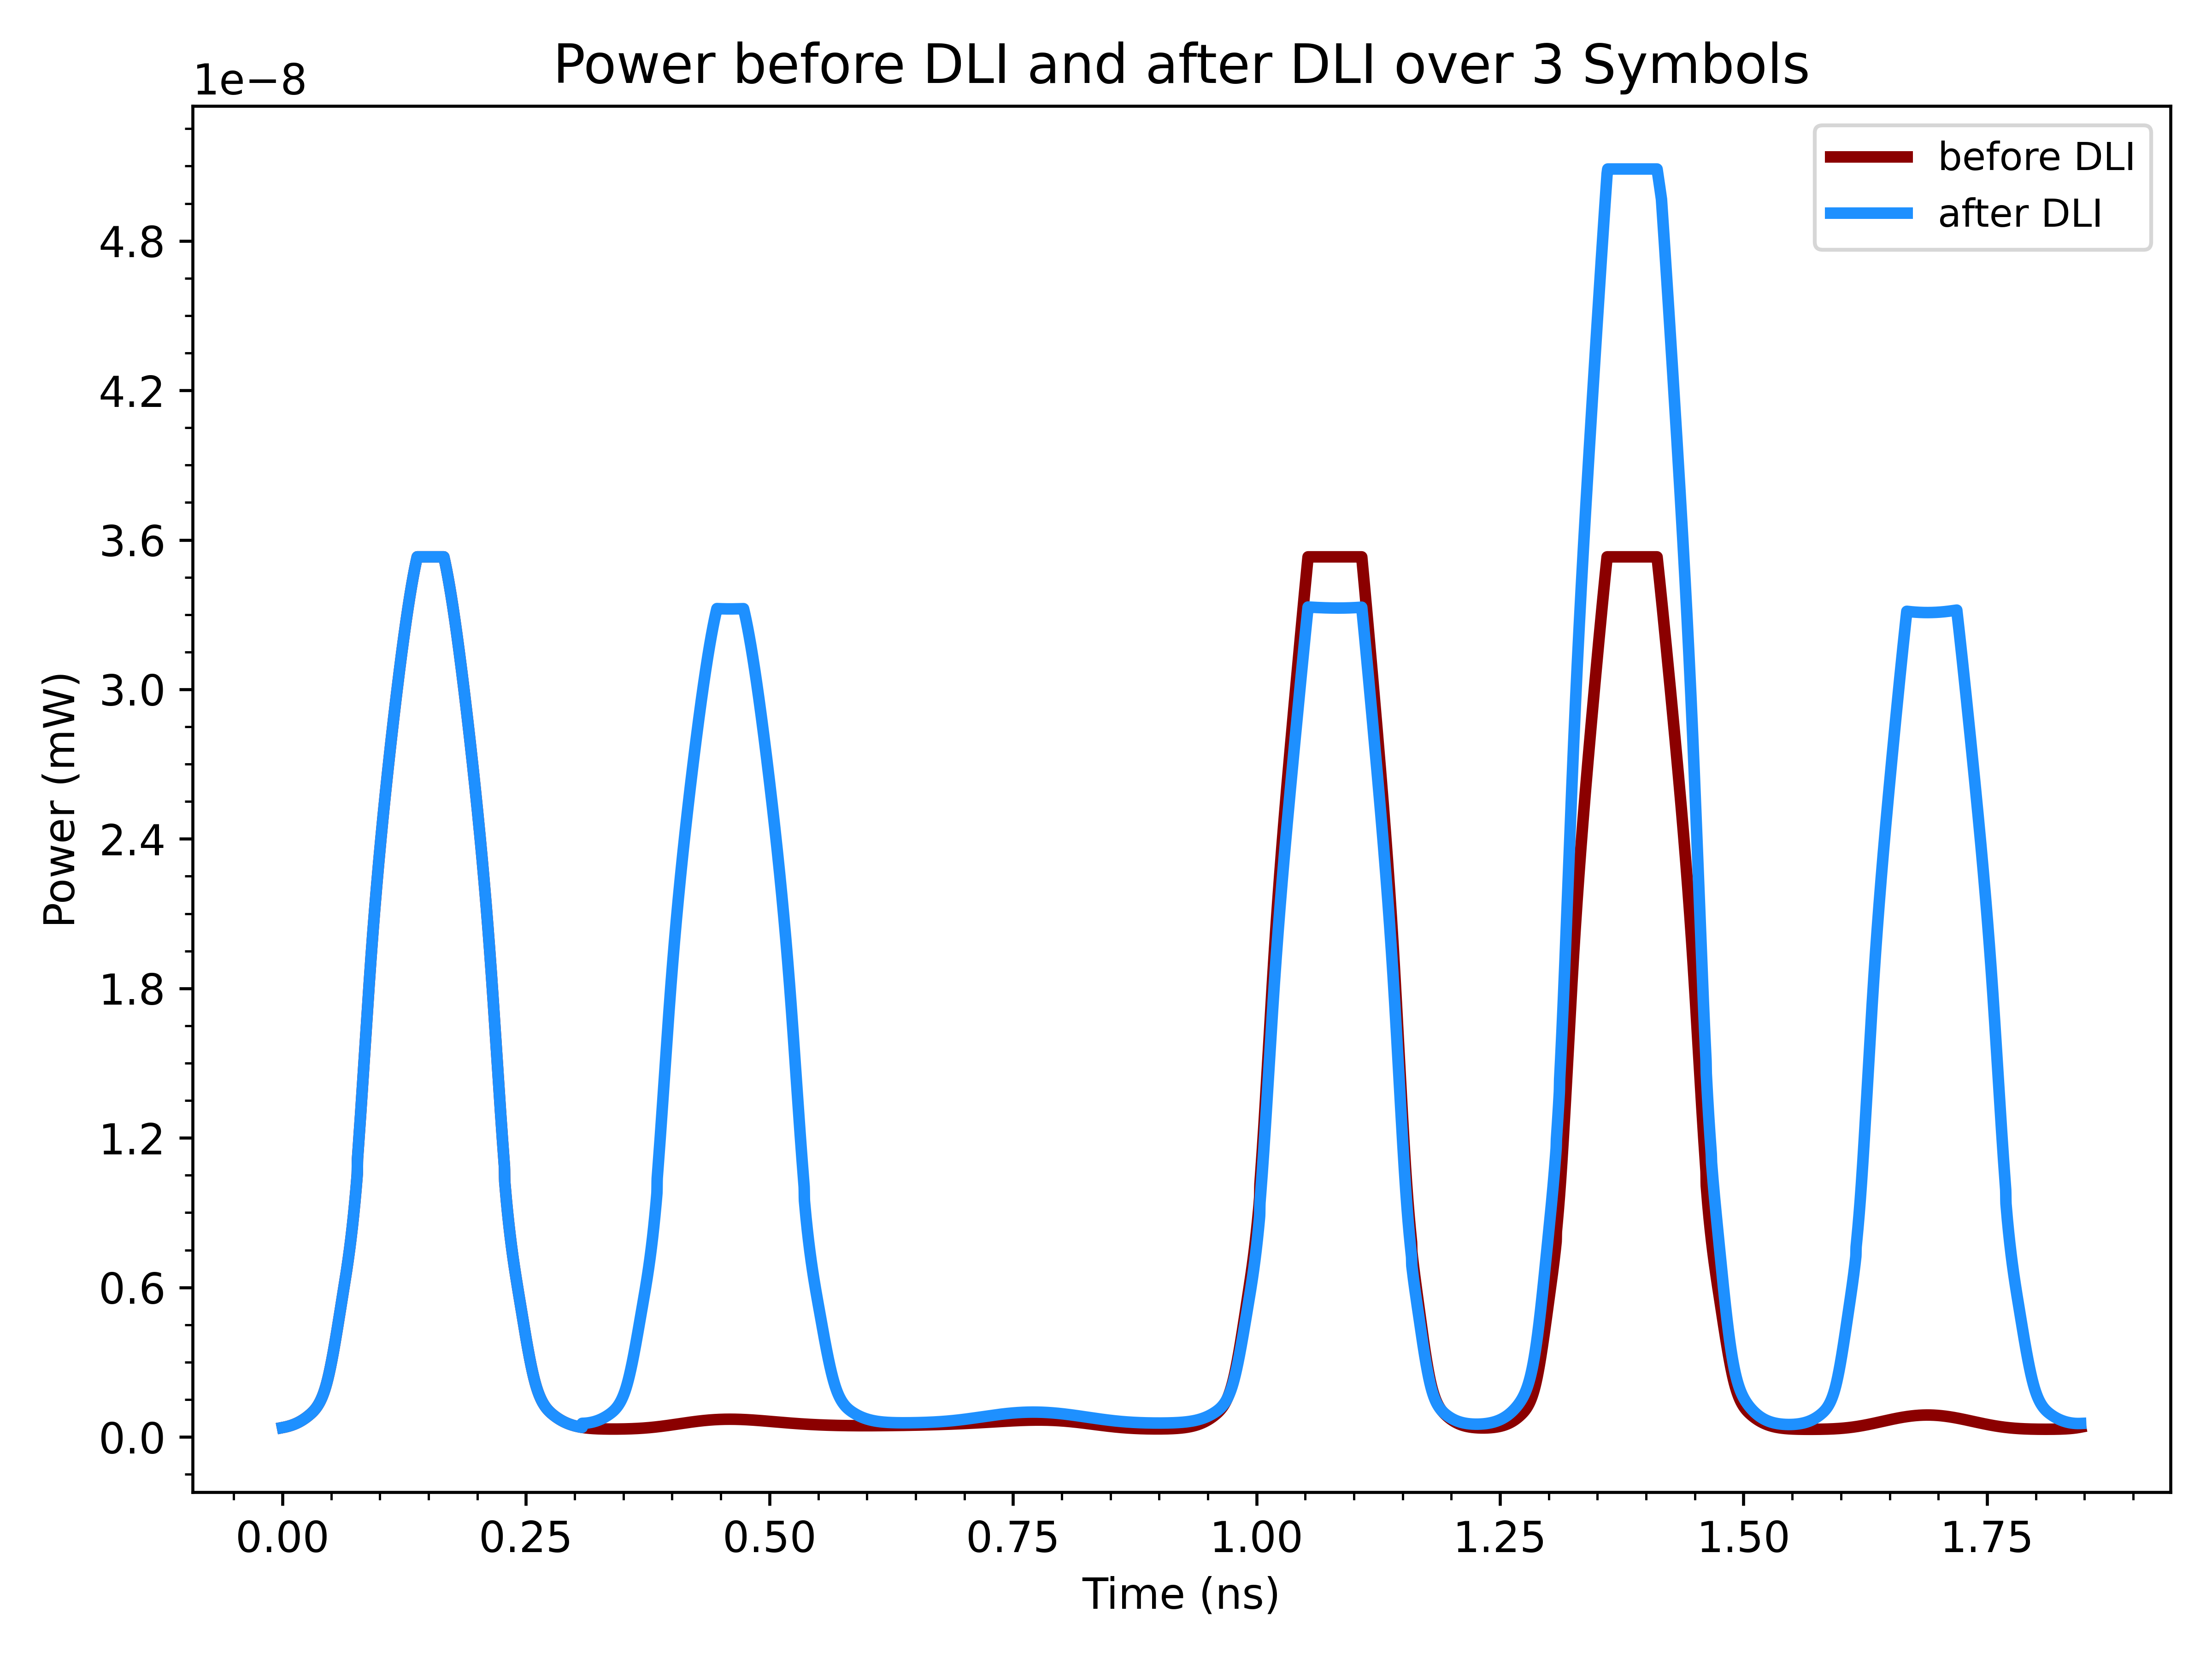 Power before DLI and after DLI over 3 Symbols
1e−8
before DLI
after DLI
4.8
4.2
3.6
3.0
2.4
1.8
1.2
0.6
0.0
Power (mW)
0.00 0.25 0.50 0.75 1.00 1.25 1.50 1.75
Time (ns)